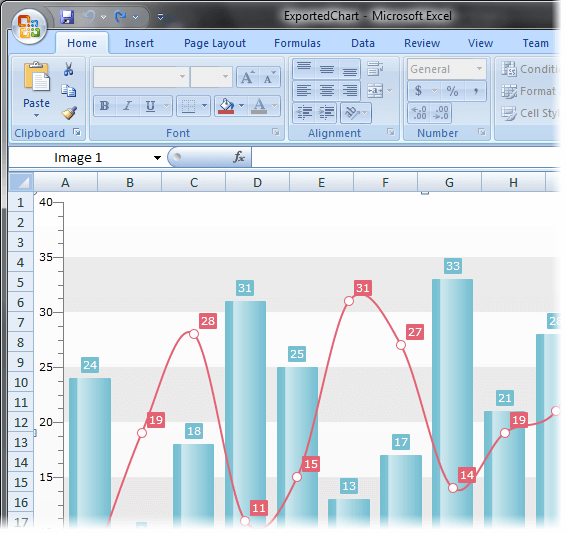 ExportedChart - Microsoft Excel
Home Insert Page Layout Formulas Data Review View Team
Paste
B I U A A A A General $ % , Conditi
Format
Cell Sty
Clipboard Font Alignment Number
Image 1 fx
A B C D E F G H
1 40
2
3
4 35 33
5 31 31
6
7 30 28 27 28
8
9 24 25 25
10
11 21
12 20 19 19
13 18 17
14
15 15 15 14
16 13
17 11